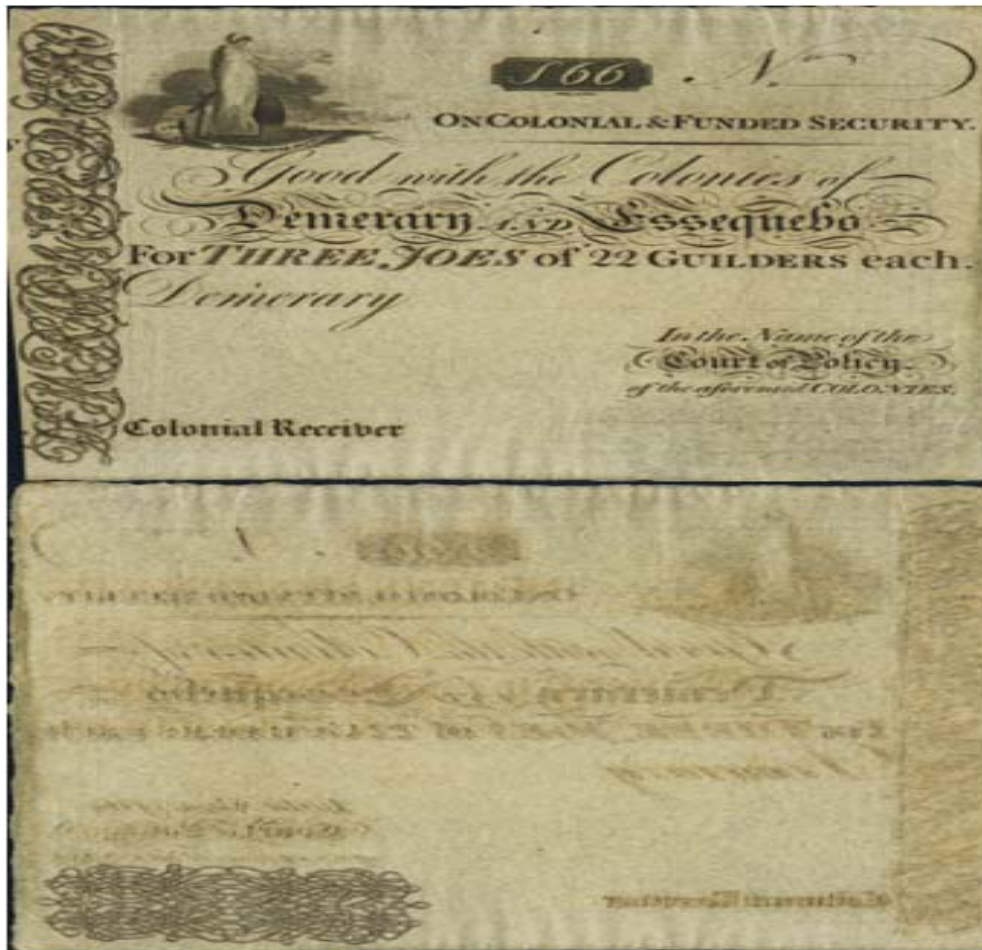 ƒ66 N.
ON COLONIAL & FUNDED SECURITY.
Good with the Colonies of
Demerary AND Essequebo
For THREE JOES of 22 GUILDERS each.
Demerary
In the Name of the
Court of Policy.
of the aforesaid COLONIES.
Colonial Receiver